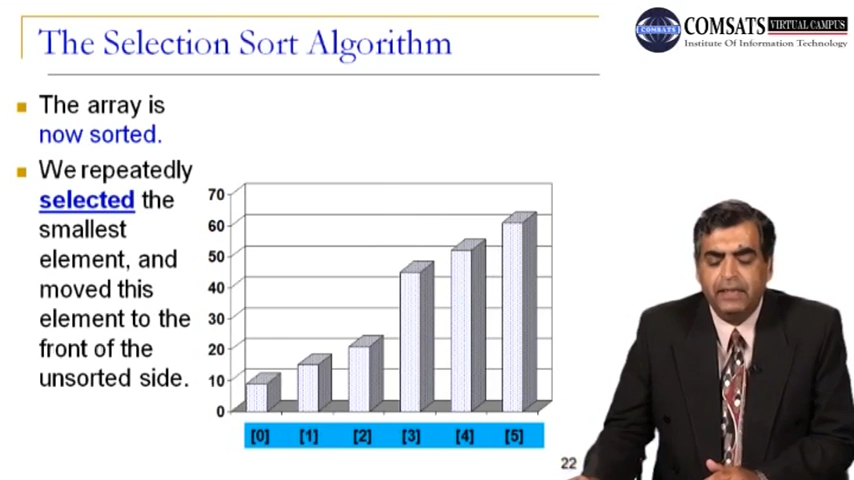 The Selection Sort Algorithm
COMSATS VIRTUAL CAMPUS
Institute Of Information Technology
COMSATS
The array is
now sorted.
We repeatedly
selected the
smallest
element, and
moved this
element to the
front of the
unsorted side.
70
60
50
40
30
20
10
0
[0] [1] [2] [3] [4] [5]
22